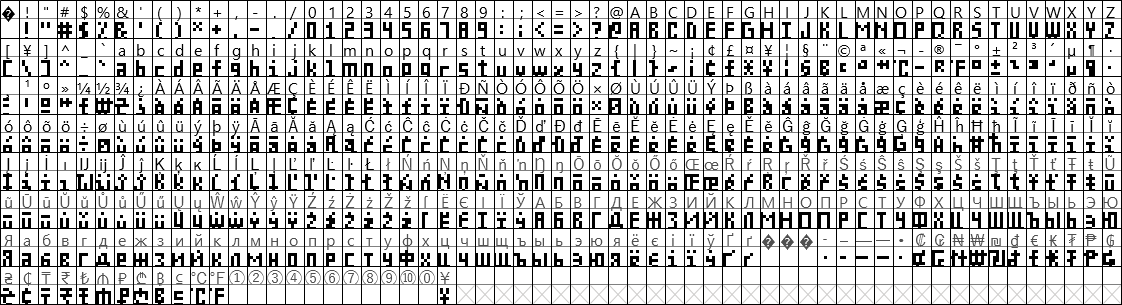 � ! " # $ % & ' ( ) * + , - . / 0 1 2 3 4 5 6 7 8 9 : ; < = > ? @ A B C D E F G H I J K L M N O P Q R S T U V W X Y Z
[ ¥ ] ^ _ ` a b c d e f g h i j k l m n o p q r s t u v w x y z { | } ~ ¡ ¢ £ ¤ ¥ ¦ § ¨ © ª « ¬ - ® ¯ ° ± ² ³ ´ µ ¶ ·
¸ ¹ º » ¼ ½ ¾ ¿ À Á Â Ã Ä Å Æ Ç È É Ê Ë Ì Í Î Ï Ð Ñ Ò Ó Ô Õ Ö × Ø Ù Ú Û Ü Ý Þ ß à á â ã ä å æ ç è é ê ë ì í î ï ð ñ ò
ó ô õ ö ÷ ø ù ú û ü ý þ ÿ Ā ā Ă ă Ą ą Ć ć Ĉ ĉ Ċ ċ Č č Ď ď Đ đ Ē ē Ĕ ĕ Ė ė Ę ę Ě ě Ĝ ĝ Ğ ğ Ġ ġ Ģ ģ Ĥ ĥ Ħ ħ Ĩ ĩ Ī ī Ĭ ĭ
Į į İ ı Ĳ ĳ Ĵ ĵ Ķ ķ ĸ Ĺ ĺ Ļ ļ Ľ ľ Ŀ ŀ Ł ł Ń ń Ņ ņ Ň ň ŉ Ŋ ŋ Ō ō Ŏ ŏ Ő ő Œ œ Ŕ ŕ Ŗ ŗ Ř ř Ś ś Ŝ ŝ Ş ş Š š Ţ ţ Ť ť Ŧ ŧ Ũ
ũ Ū ū Ŭ ŭ Ů ů Ű ű Ų ų Ŵ ŵ Ŷ ŷ Ÿ Ź ź Ż ż Ž ž Ґ Ё Є І Ї Ў А Б В Г Д Е Ж З И Й К Л М Н О П Р С Т У Ф Х Ц Ч Ш Щ Ъ Ы Ь Э Ю
Я а б в г д е ж з и й к л м н о п р с т у ф х ц ч ш щ ъ ы ь э ю я ё є і ї ў Ґ ґ � � � - ‒ – — ― • ₡ ₲ ₦ ₩ ₪ ₫ € ₭ ₮ ₱ ₲
₴ ₵ ₸ ₹ ₺ ₼ ₽ ₾ ₿ ⊆ ℃ ℉ ① ② ③ ④ ⑤ ⑥ ⑦ ⑧ ⑨ ⑩ ⓪ ¥